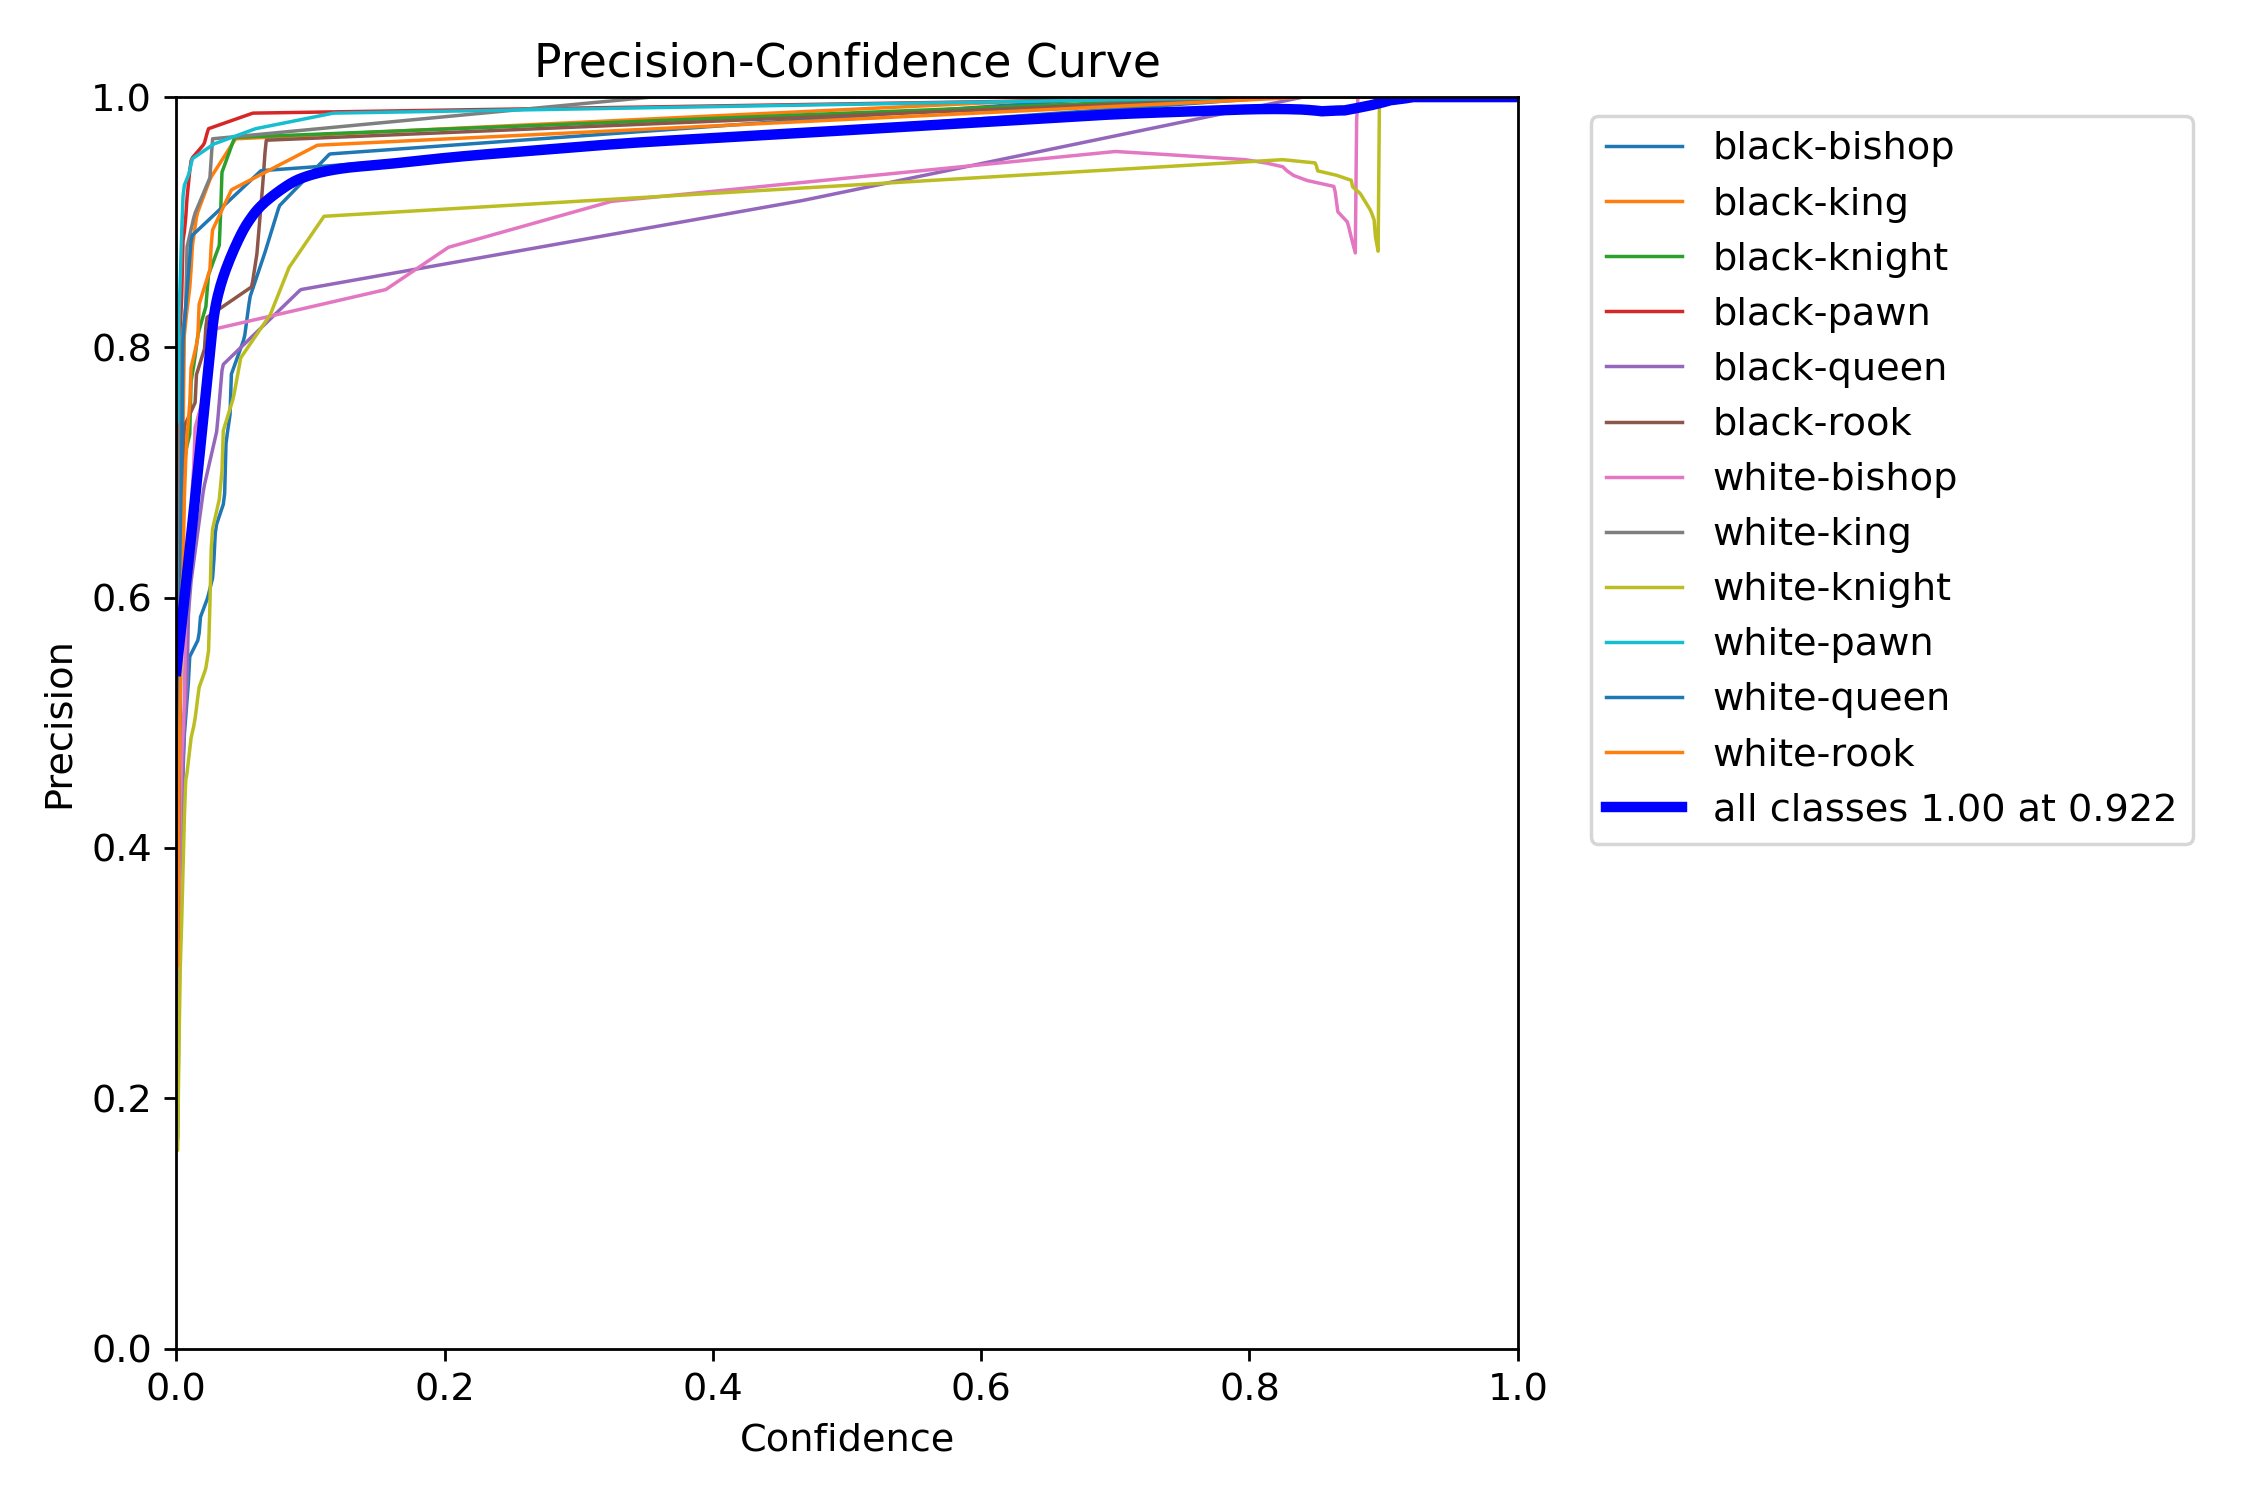 Precision-Confidence Curve
1.0
0.8
0.6
0.4
0.2
0.0
Precision
0.0 0.2 0.4 0.6 0.8 1.0
Confidence
black-bishop
black-king
black-knight
black-pawn
black-queen
black-rook
white-bishop
white-king
white-knight
white-pawn
white-queen
white-rook
all classes 1.00 at 0.922